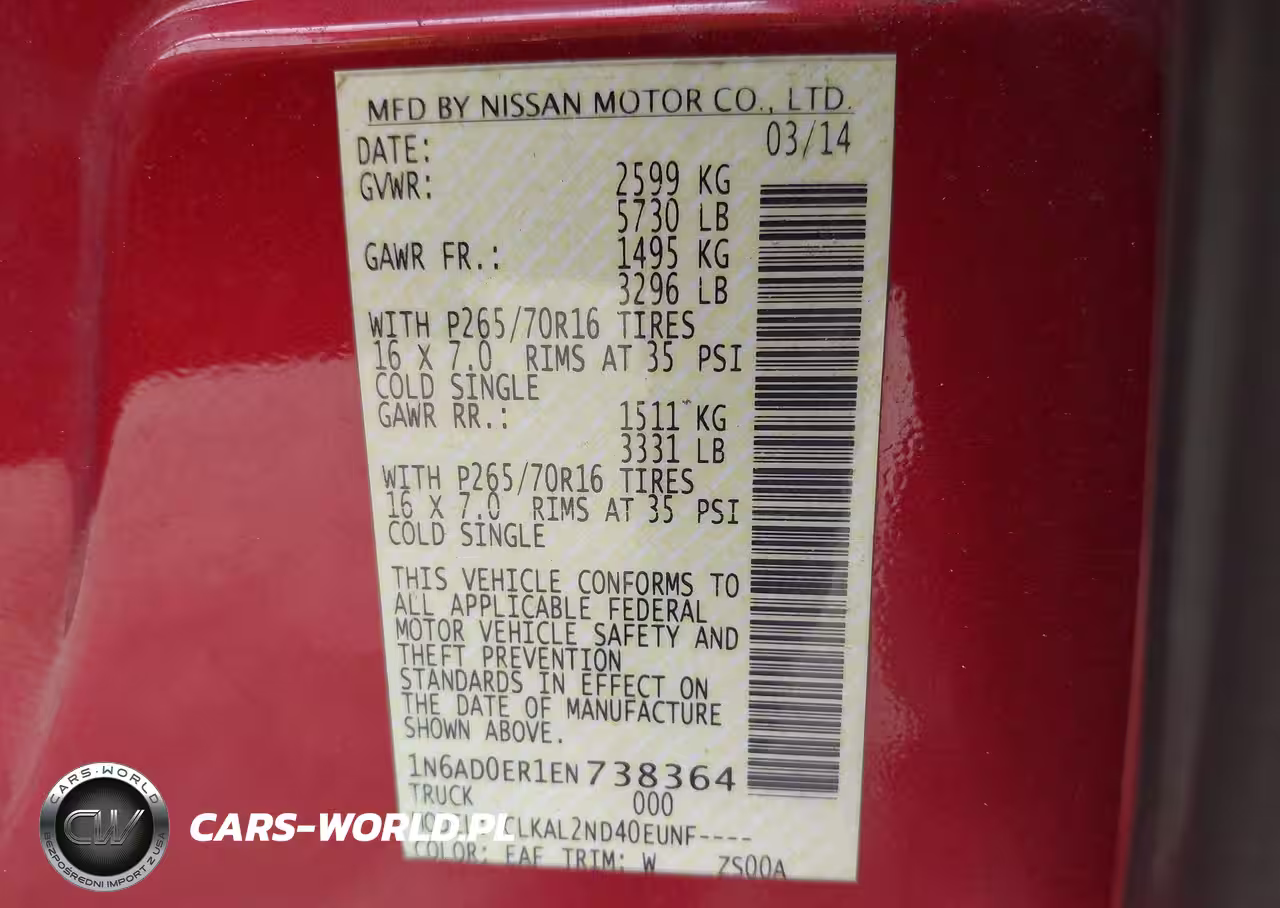 MFD BY NISSAN MOTOR CO., LTD.
DATE: 03/14
GVWR: 2599 KG
5730 LB
GAWR FR.: 1495 KG
3296 LB
WITH P265/70R16 TIRES
16 X 7.0 RIMS AT 35 PSI
COLD SINGLE
GAWR RR.: 1511 KG
3331 LB
WITH P265/70R16 TIRES
16 X 7.0 RIMS AT 35 PSI
COLD SINGLE
THIS VEHICLE CONFORMS TO
ALL APPLICABLE FEDERAL
MOTOR VEHICLE SAFETY AND
THEFT PREVENTION
STANDARDS IN EFFECT ON
THE DATE OF MANUFACTURE
SHOWN ABOVE.
1N6AD0ER1EN738364
TRUCK 000
COLOR: EAF TRIM: W ZS00A
CARS-WORLD
CW
BEZPOŚREDNI IMPORT Z USA
CARS-WORLD.PL